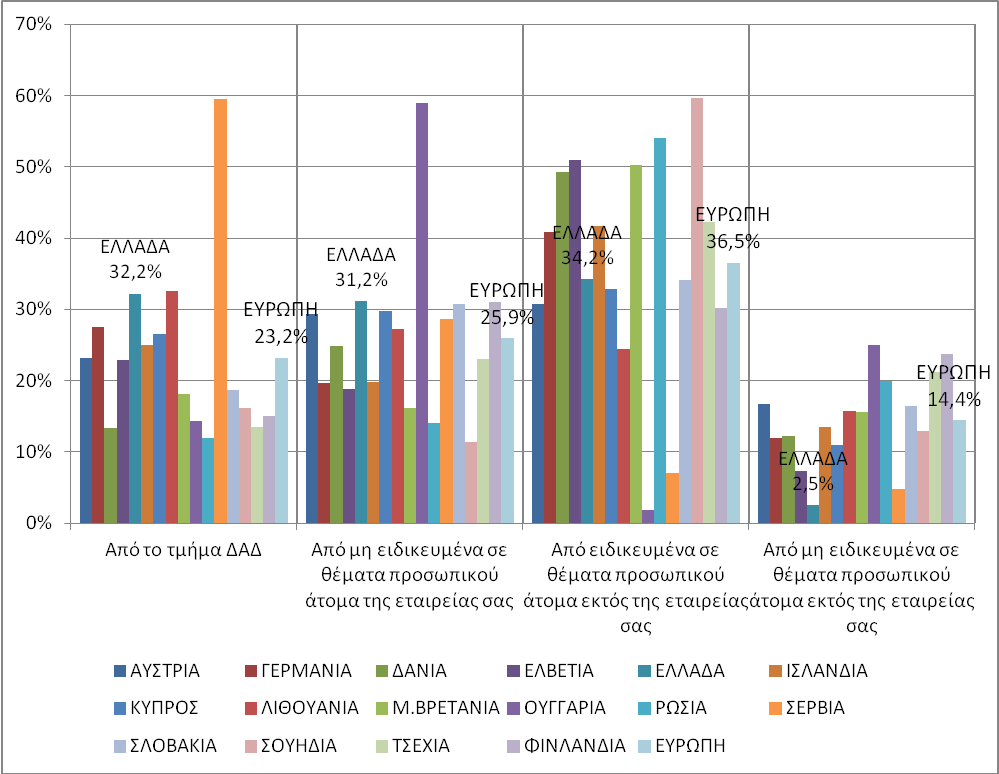 70%
60%
50%
40%
30%
20%
10%
0%
ΕΛΛΑΔΑ
32,2%
ΕΥΡΩΠΗ
23,2%
ΕΛΛΑΔΑ
31,2%
ΕΥΡΩΠΗ
25,9%
ΕΛΛΑΔΑ
34,2%
ΕΥΡΩΠΗ
36,5%
ΕΛΛΑΔΑ
2,5%
ΕΥΡΩΠΗ
14,4%
Από το τμήμα ΔΑΔ
Από μη ειδικευμένα σε
θέματα προσωπικού
άτομα της εταιρείας σας
Από ειδικευμένα σε
θέματα προσωπικού
άτομα εκτός της εταιρείας
σας
Από μη ειδικευμένα σε
θέματα προσωπικού
άτομα εκτός της εταιρείας
σας
ΑΥΣΤΡΙΑ ΓΕΡΜΑΝΙΑ ΔΑΝΙΑ ΕΛΒΕΤΙΑ ΕΛΛΑΔΑ ΙΣΛΑΝΔΙΑ
ΚΥΠΡΟΣ ΛΙΘΟΥΑΝΙΑ Μ.ΒΡΕΤΑΝΙΑ ΟΥΓΓΑΡΙΑ ΡΩΣΙΑ ΣΕΡΒΙΑ
ΣΛΟΒΑΚΙΑ ΣΟΥΗΔΙΑ ΤΣΕΧΙΑ ΦΙΝΛΑΝΔΙΑ ΕΥΡΩΠΗ